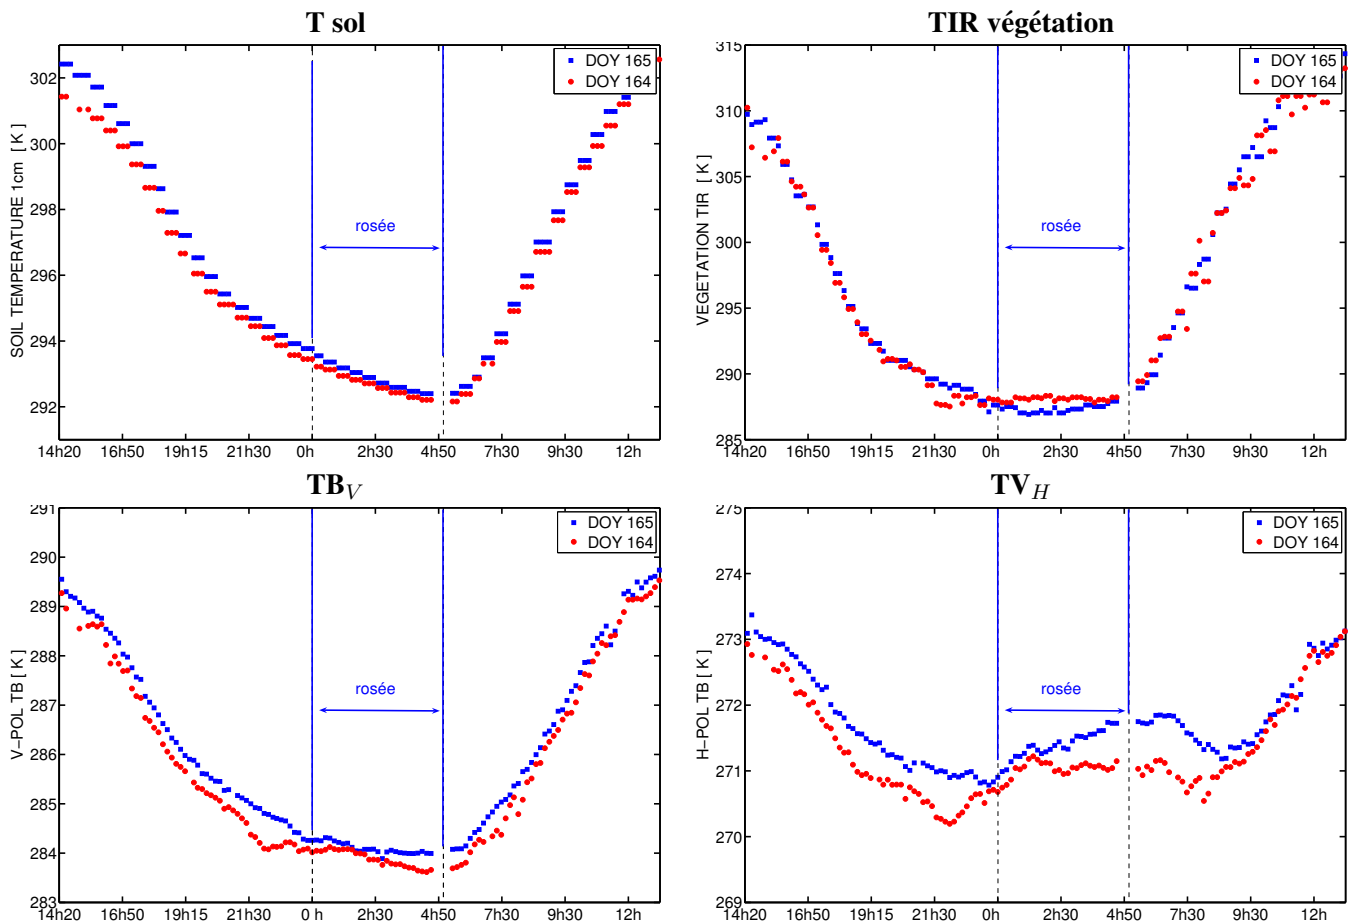 T sol
TIR végétation
DOY 165
DOY 164
302
300
298
296
294
292
SOIL TEMPERATURE 1cm [ K ]
rosée
14h20 16h50 19h15 21h30 0h 2h30 4h50 7h30 9h30 12h
DOY 165
DOY 164
315
310
305
300
295
290
285
VEGETATION TIR [ K ]
rosée
14h20 16h50 19h15 21h30 0h 2h30 4h50 7h30 9h30 12h
TB_V
TV_H
DOY 165
DOY 164
291
290
289
288
287
286
285
284
283
V-POL TB [ K ]
rosée
14h20 16h50 19h15 21h30 0 h 2h30 4h50 7h30 9h30 12h
DOY 165
DOY 164
275
274
273
272
271
270
269
H-POL TB [ K ]
rosée
14h20 16h50 19h15 21h30 0h 2h30 4h50 7h30 9h30 12h